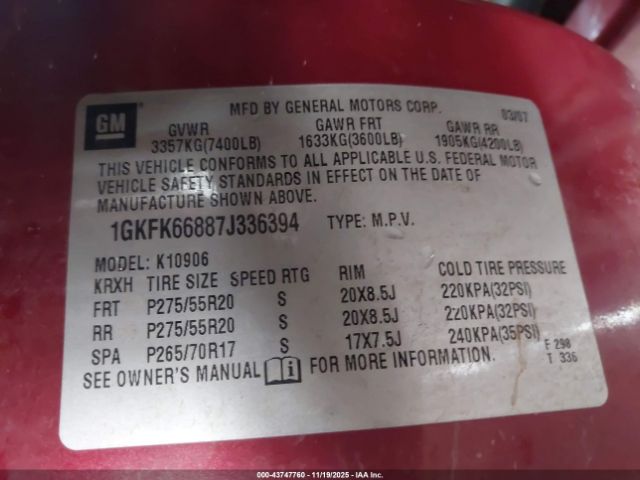 GM
MFD BY GENERAL MOTORS CORP. 03/07
GVWR GAWR FRT GAWR RR
3357KG(7400LB) 1633KG(3600LB) 1905KG(4200LB)
THIS VEHICLE CONFORMS TO ALL APPLICABLE U.S. FEDERAL MOTOR
VEHICLE SAFETY STANDARDS IN EFFECT ON THE DATE OF
MANUFACTURE SHOWN ABOVE.
1GKFK66887J336394 TYPE: M.P.V.
MODEL: K10906
KRXH TIRE SIZE SPEED RTG RIM COLD TIRE PRESSURE
FRT P275/55R20 S 20X8.5J 220KPA(32PSI)
RR P275/55R20 S 20X8.5J 220KPA(32PSI)
SPA P265/70R17 S 17X7.5J 240KPA(35PSI)
SEE OWNER'S MANUAL FOR MORE INFORMATION.
F 290
T 336
000-43747760 - 11/19/2025 - IAA Inc.